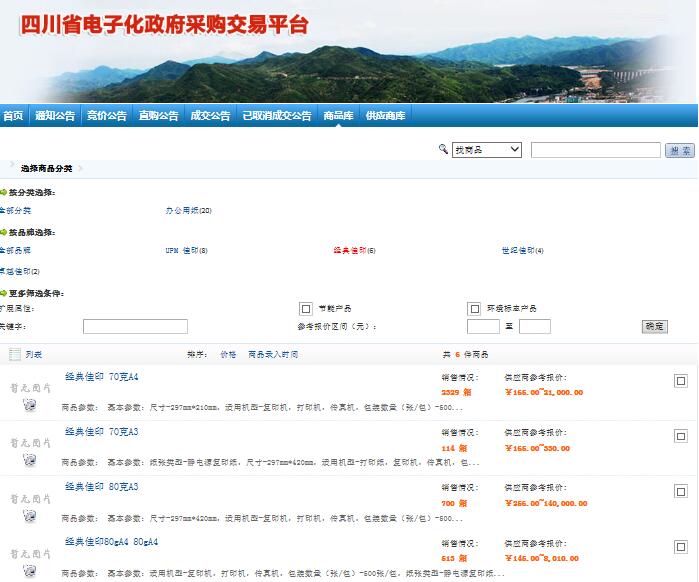 四川省电子化政府采购交易平台
首页 通知公告 竞价公告 直购公告 成交公告 已取消成交公告 商品库 供应商库
找商品 搜 索
选择商品分类
按分类选择:
全部分类 办公用纸(20)
按品牌选择:
全部品牌 UPM 佳印(8) 经典佳印(6) 世纪佳印(4)
卓越佳印(2)
更多筛选条件:
扩展属性: 节能产品 环境标志产品
关键字: 参考报价区间（元）: 至 确定
列表 排序: 价格 商品录入时间 共 6 件商品
经典佳印 70克A4 销售情况: 供应商参考报价:
暂无图片 2329 箱 ￥155.00~21,000.00
商品参数: 基本参数: 尺寸-297mm*210mm, 适用机型-复印机, 打印机, 传真机, 包装数量（张/包）-500...
经典佳印 70克A3 销售情况: 供应商参考报价:
暂无图片 114 箱 ￥155.00~330.00
商品参数: 基本参数: 纸张类型-静电源复印纸, 尺寸-297mm*420mm, 适用机型-打印纸, 复印机, 传真机, 包...
经典佳印 80克A3 销售情况: 供应商参考报价:
暂无图片 700 箱 ￥256.00~140,000.00
商品参数: 基本参数: 尺寸-297mm*420mm, 适用机型-复印机, 打印机, 传真机, 包装数量（张/包）-500...
经典佳印80gA4 80gA4 销售情况: 供应商参考报价:
暂无图片 515 箱 ￥145.00~8,010.00
商品参数: 基本参数: 适用机型-复印机, 打印机, 传真机, 包装数量（张/包）-500张/包, 纸张类型-静电源复印纸...